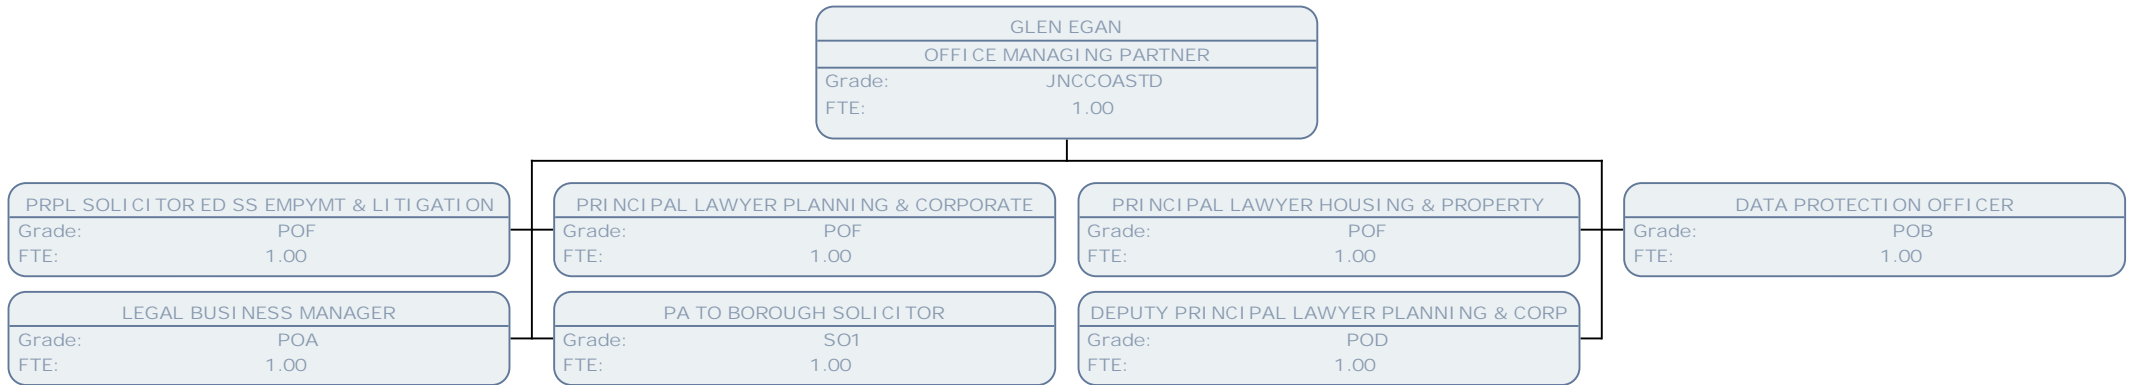 GLEN EGAN
OFFICE MANAGING PARTNER
Grade: JNCCOASTD
FTE: 1.00
PRPL SOLICITOR ED SS EMPYMT & LITIGATION
Grade: POF
FTE: 1.00
PRINCIPAL LAWYER PLANNING & CORPORATE
Grade: POF
FTE: 1.00
PRINCIPAL LAWYER HOUSING & PROPERTY
Grade: POF
FTE: 1.00
DATA PROTECTION OFFICER
Grade: POB
FTE: 1.00
LEGAL BUSINESS MANAGER
Grade: POA
FTE: 1.00
PA TO BOROUGH SOLICITOR
Grade: SO1
FTE: 1.00
DEPUTY PRINCIPAL LAWYER PLANNING & CORP
Grade: POD
FTE: 1.00